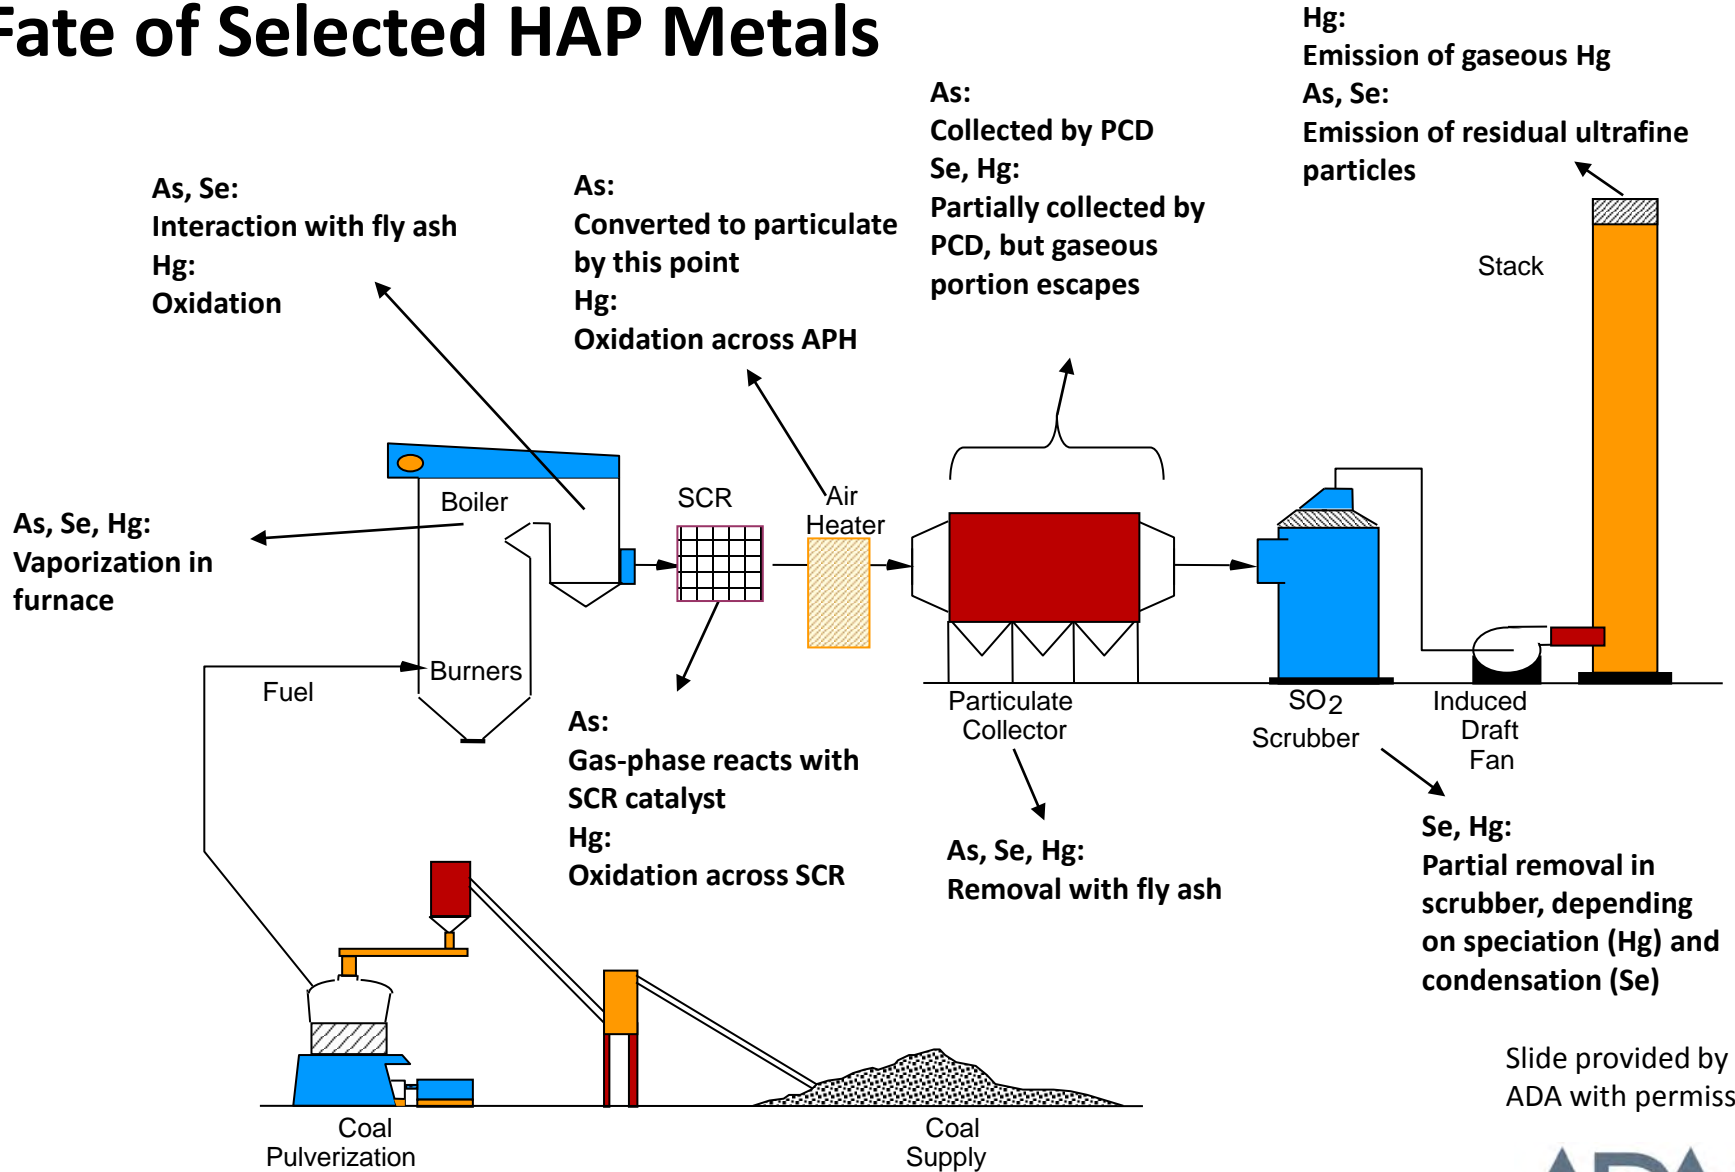 Fate of Selected HAP Metals
Hg:
Emission of gaseous Hg
As, Se:
Emission of residual ultrafine
particles
As:
Collected by PCD
Se, Hg:
Partially collected by
PCD, but gaseous
portion escapes
As, Se:
Interaction with fly ash
Hg:
Oxidation
As:
Converted to particulate
by this point
Hg:
Oxidation across APH
Stack
Boiler
SCR
Air
Heater
As, Se, Hg:
Vaporization in
furnace
Burners
Fuel
Particulate
Collector
SO2
Scrubber
Induced
Draft
Fan
As:
Gas-phase reacts with
SCR catalyst
Hg:
Oxidation across SCR
As, Se, Hg:
Removal with fly ash
Se, Hg:
Partial removal in
scrubber, depending
on speciation (Hg) and
condensation (Se)
Slide provided by
ADA with permiss
Coal
Pulverization
Coal
Supply
ADA